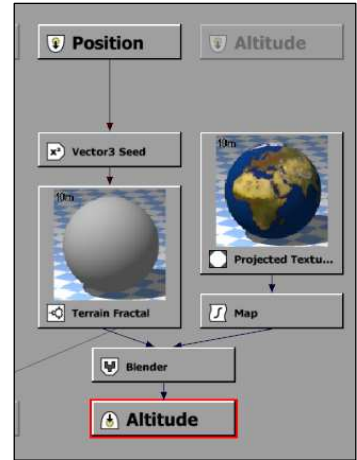 Position
Altitude
Vector3 Seed
10m
10m
Terrain Fractal
Projected Textu...
Map
Blender
Altitude